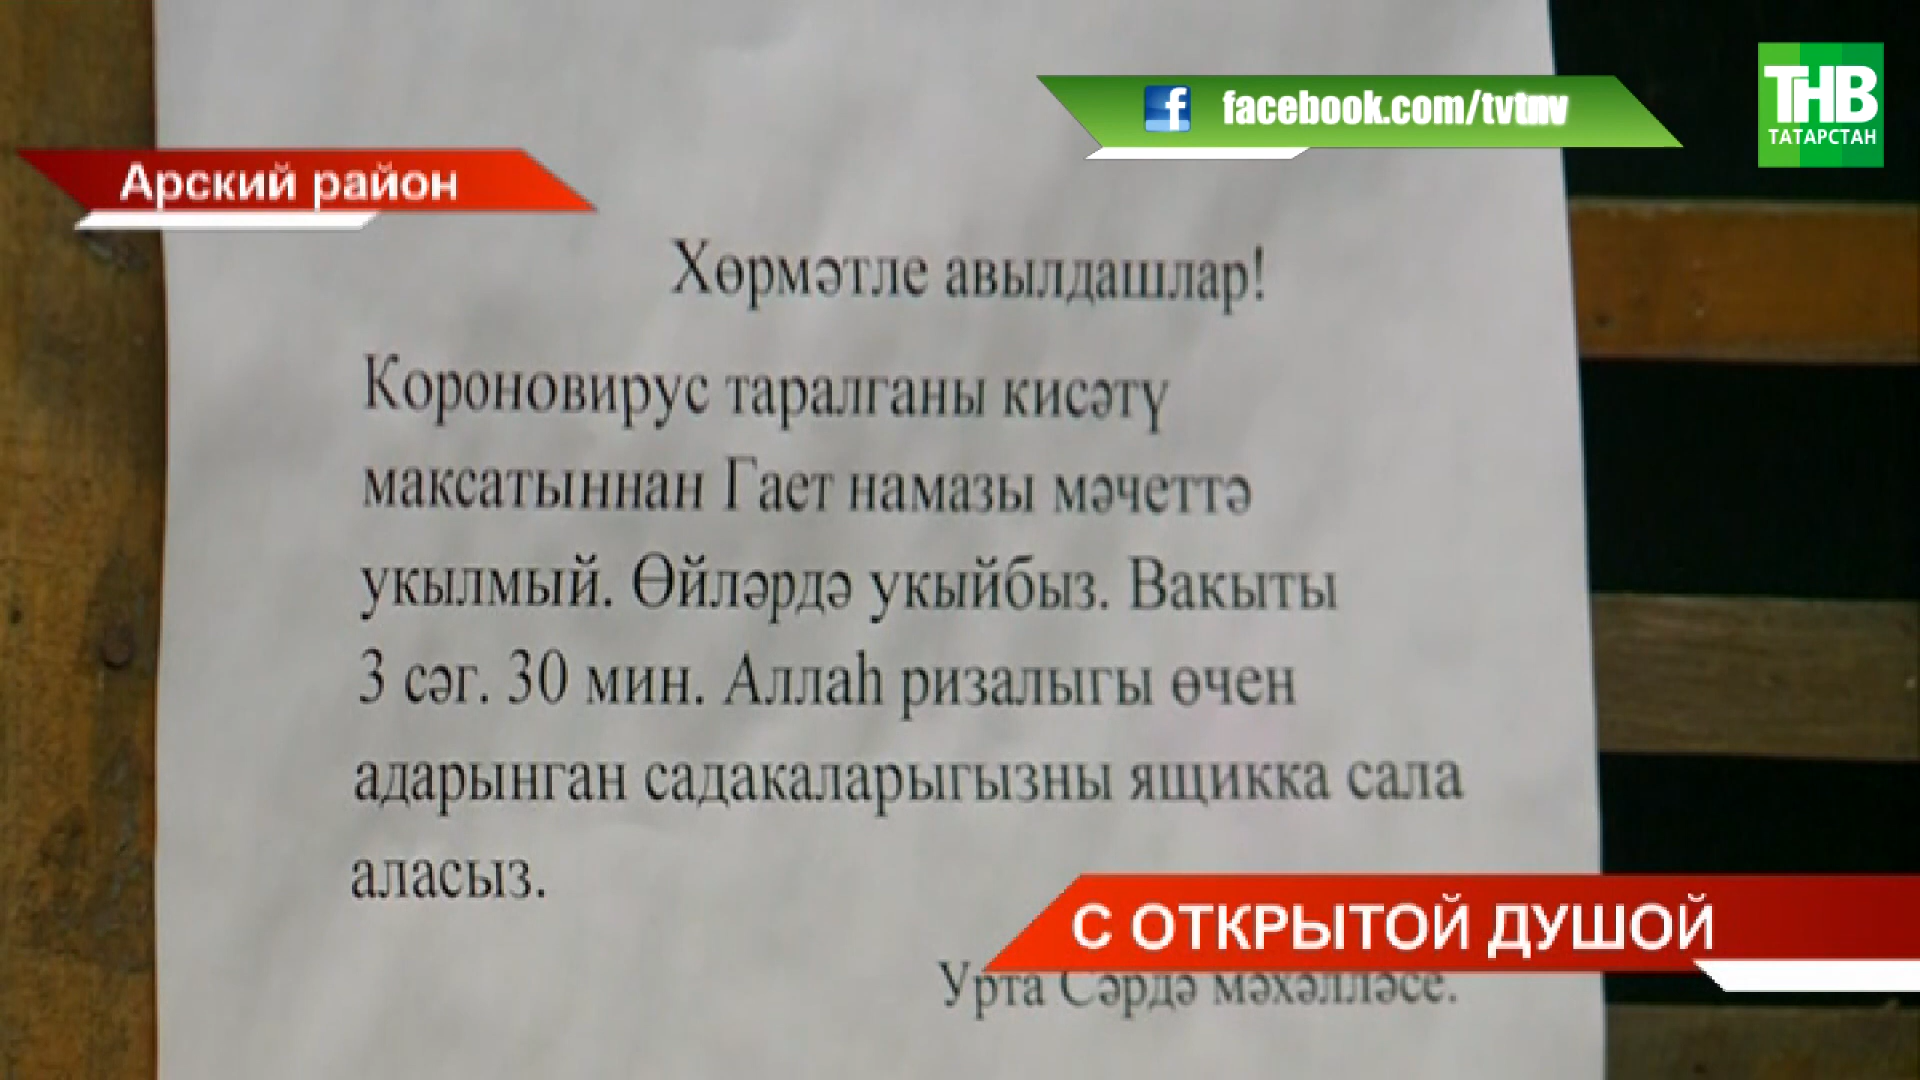 facebook.com/tvtnv
ТНВ
ТАТАРСТАН
Арский район
Хөрмәтле авылдашлар!
Короновирус таралганы кисәтү
максатыннан Гает намазы мәчеттә
укылмый. Өйләрдә укыйбыз. Вакыты
3 сәг. 30 мин. Аллаһ ризалыгы өчен
адарынган садакаларыгызны ящикка сала
аласыз.
С ОТКРЫТОЙ ДУШОЙ
Урта Сәрдә мәхәлләсе.